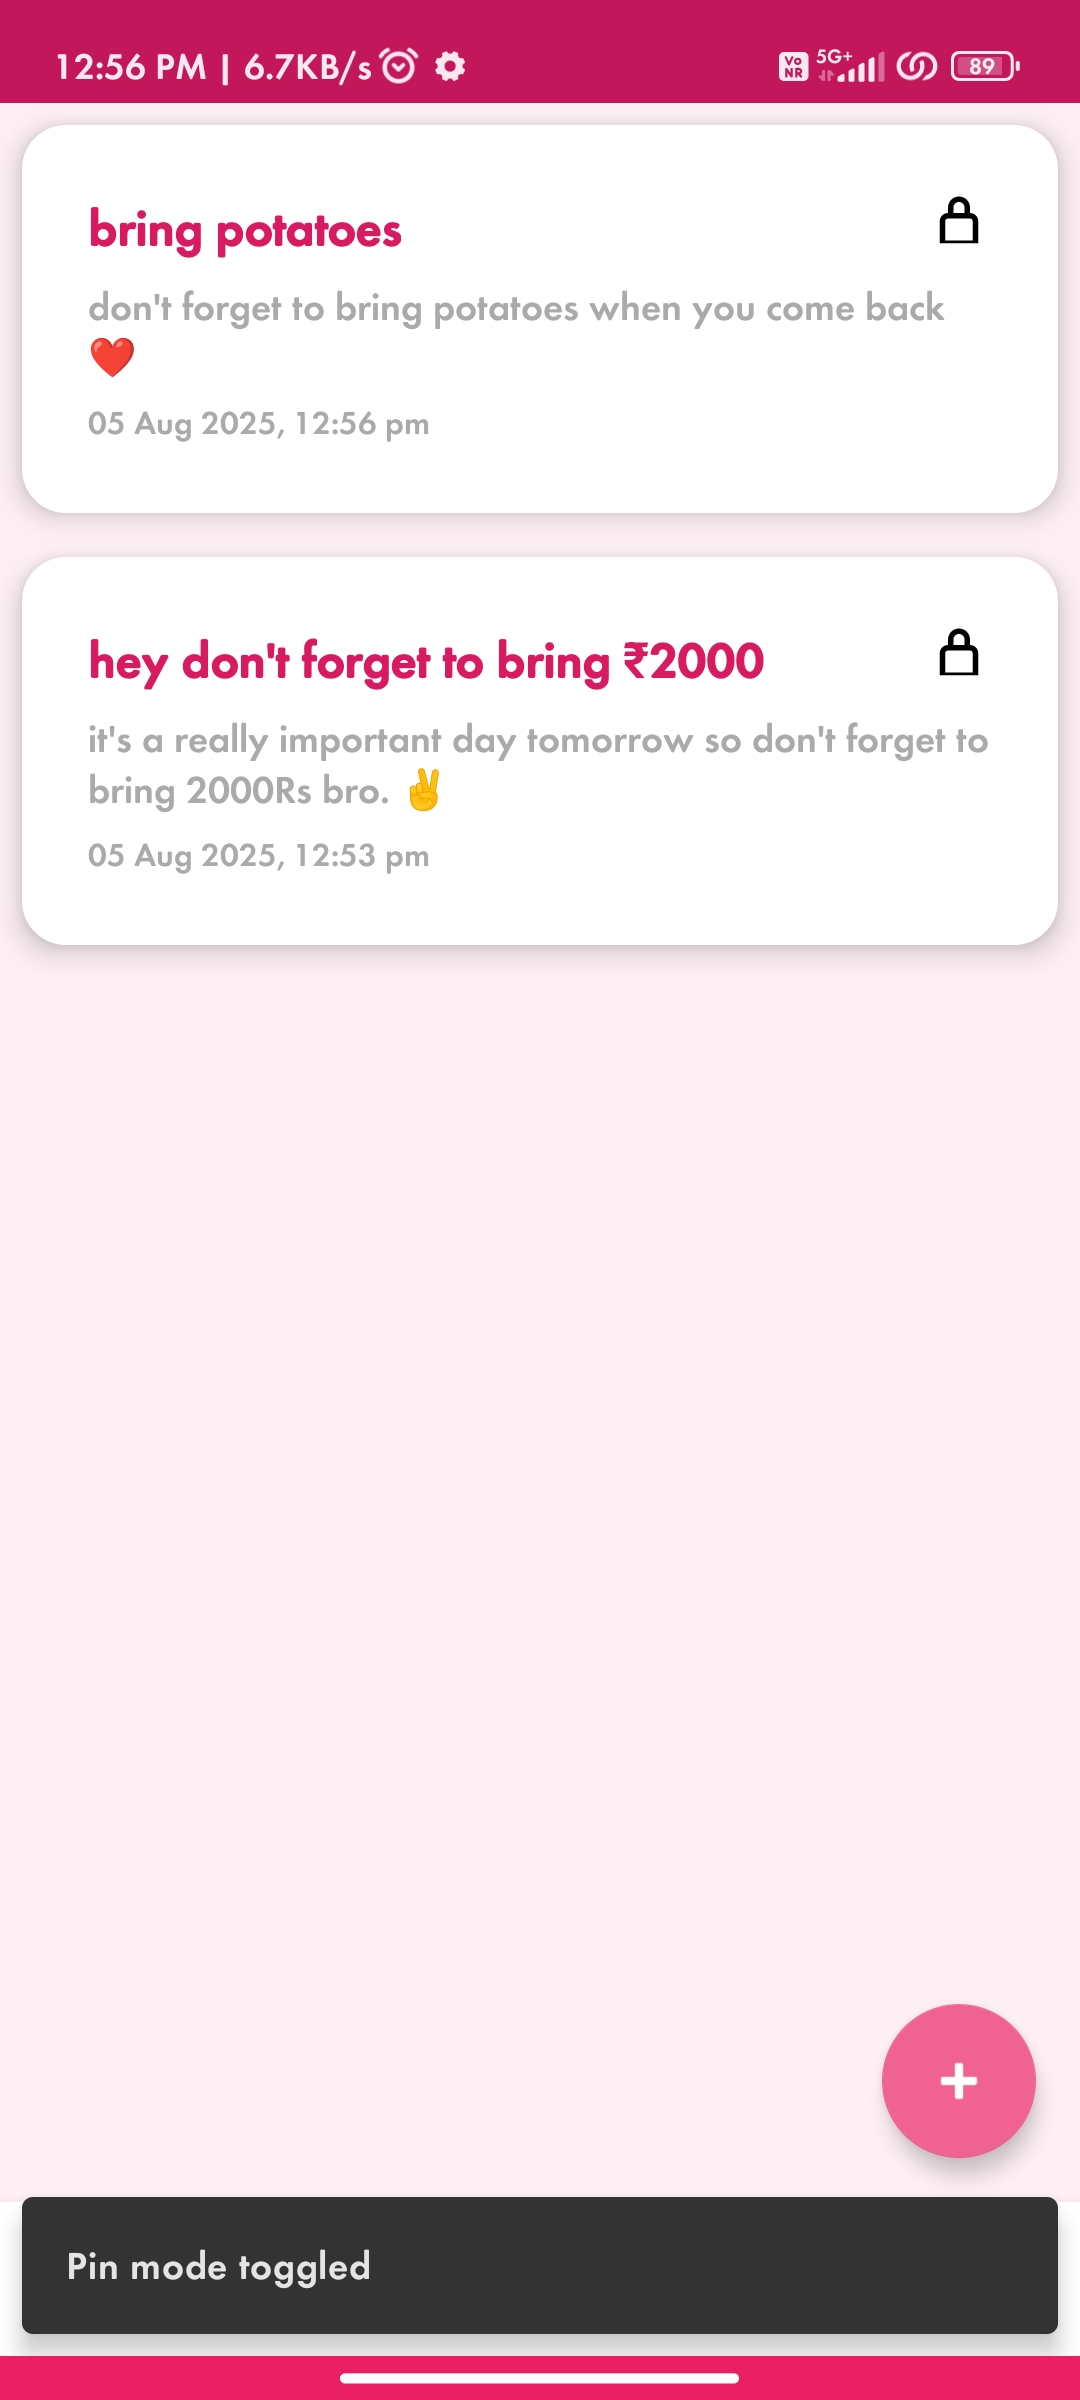 12:56 PM | 6.7KB/s
Vo
NR
5G+
89
bring potatoes
don't forget to bring potatoes when you come back
❤️
05 Aug 2025, 12:56 pm
hey don't forget to bring ₹2000
it's a really important day tomorrow so don't forget to
bring 2000Rs bro. ✌️
05 Aug 2025, 12:53 pm
Pin mode toggled